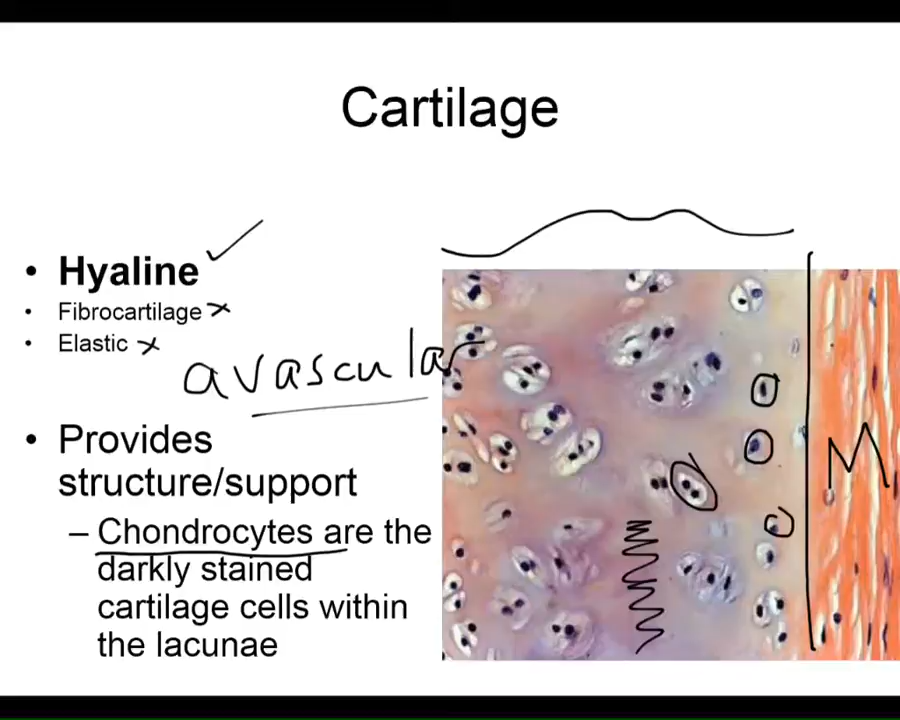 Cartilage
• Hyaline
• Fibrocartilage
• Elastic
avascular
• Provides
structure/support
– Chondrocytes are the
darkly stained
cartilage cells within
the lacunae
M